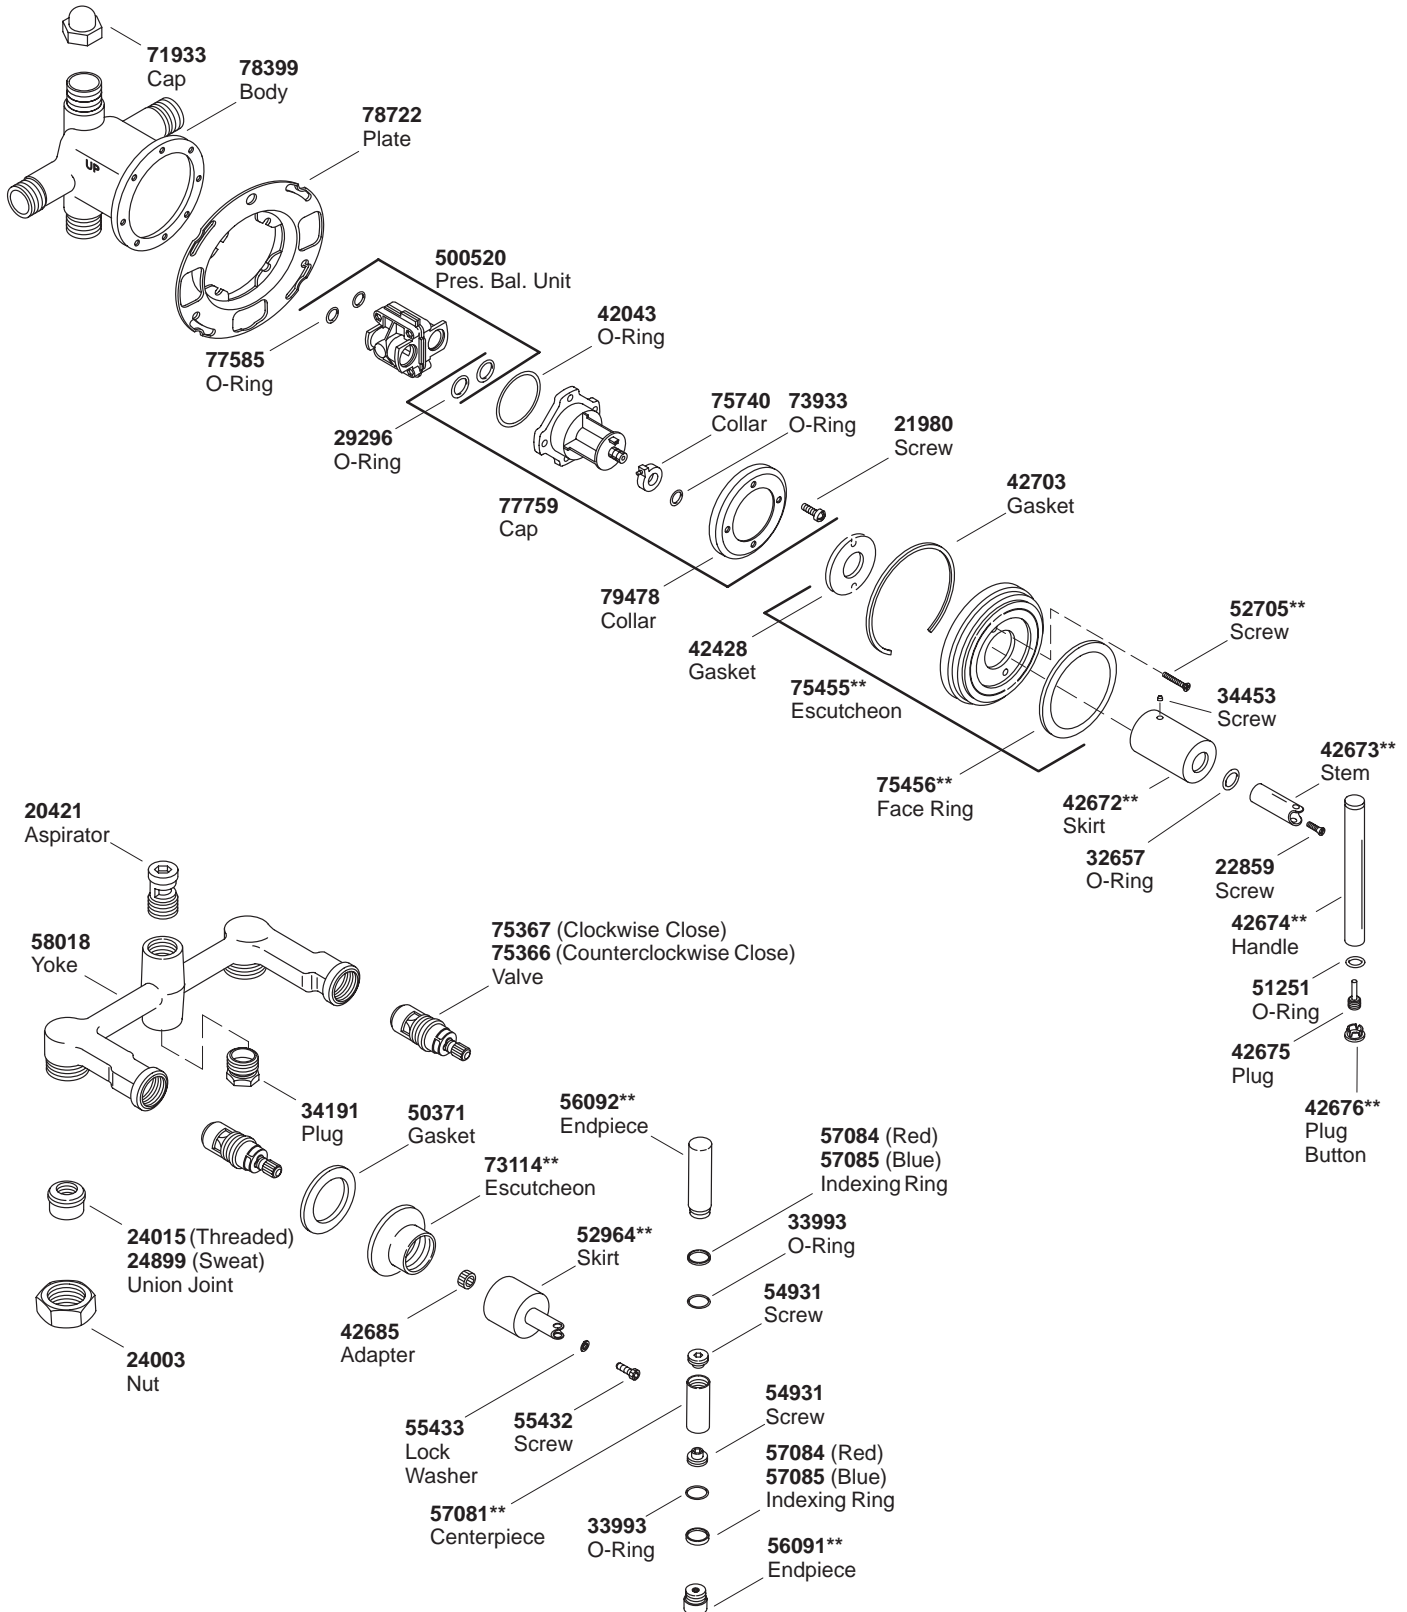 71933
Cap
78399
Body
UP
78722
Plate
500520
Pres. Bal. Unit
77585
O-Ring
42043
O-Ring
29296
O-Ring
75740
Collar
73933
O-Ring
21980
Screw
77759
Cap
42703
Gasket
79478
Collar
42428
Gasket
52705**
Screw
75455**
Escutcheon
34453
Screw
75456**
Face Ring
42672**
Skirt
42673**
Stem
32657
O-Ring
22859
Screw
42674**
Handle
51251
O-Ring
42675
Plug
42676**
Plug
Button
20421
Aspirator
58018
Yoke
75367 (Clockwise Close)
75366 (Counterclockwise Close)
Valve
34191
Plug
50371
Gasket
56092**
Endpiece
57084 (Red)
57085 (Blue)
Indexing Ring
73114**
Escutcheon
33993
O-Ring
24015 (Threaded)
24899 (Sweat)
Union Joint
52964**
Skirt
54931
Screw
42685
Adapter
24003
Nut
54931
Screw
55433
Lock
Washer
55432
Screw
57084 (Red)
57085 (Blue)
Indexing Ring
57081**
Centerpiece
33993
O-Ring
56091**
Endpiece